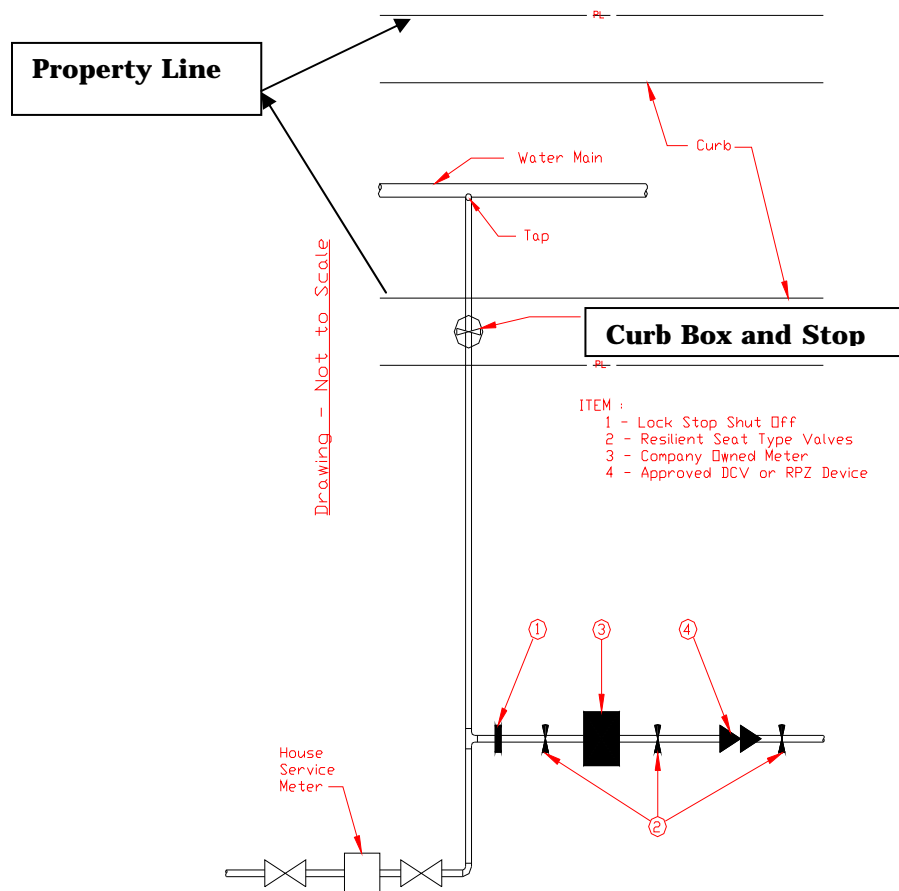 PL
Property Line
Curb
Water Main
Tap
Drawing - Not to Scale
Curb Box and Stop
PL
ITEM :
1 - Lock Stop Shut Off
2 - Resilient Seat Type Valves
3 - Company Owned Meter
4 - Approved DCV or RPZ Device
1
3
4
House
Service
Meter
2